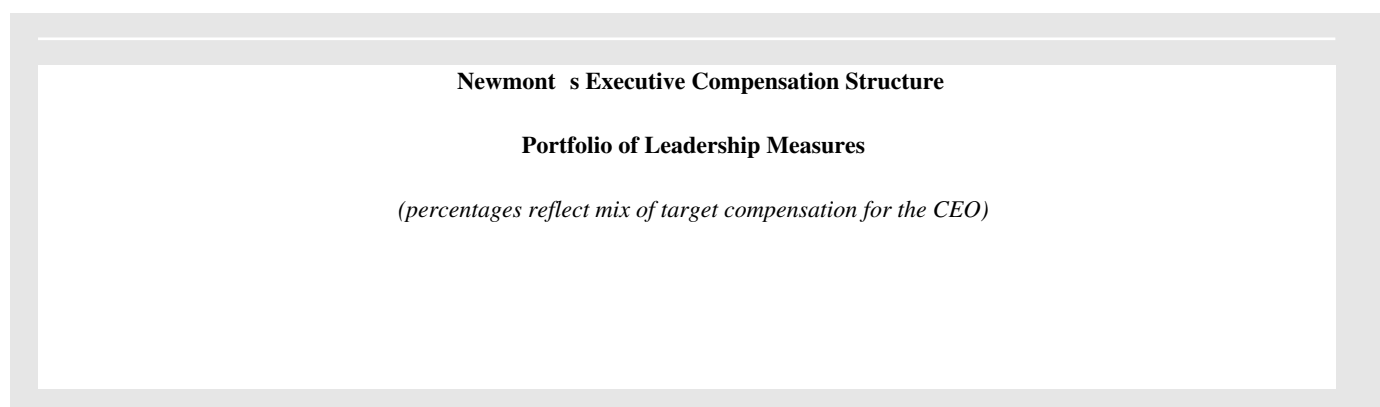 Newmont s Executive Compensation Structure
Portfolio of Leadership Measures
(percentages reflect mix of target compensation for the CEO)